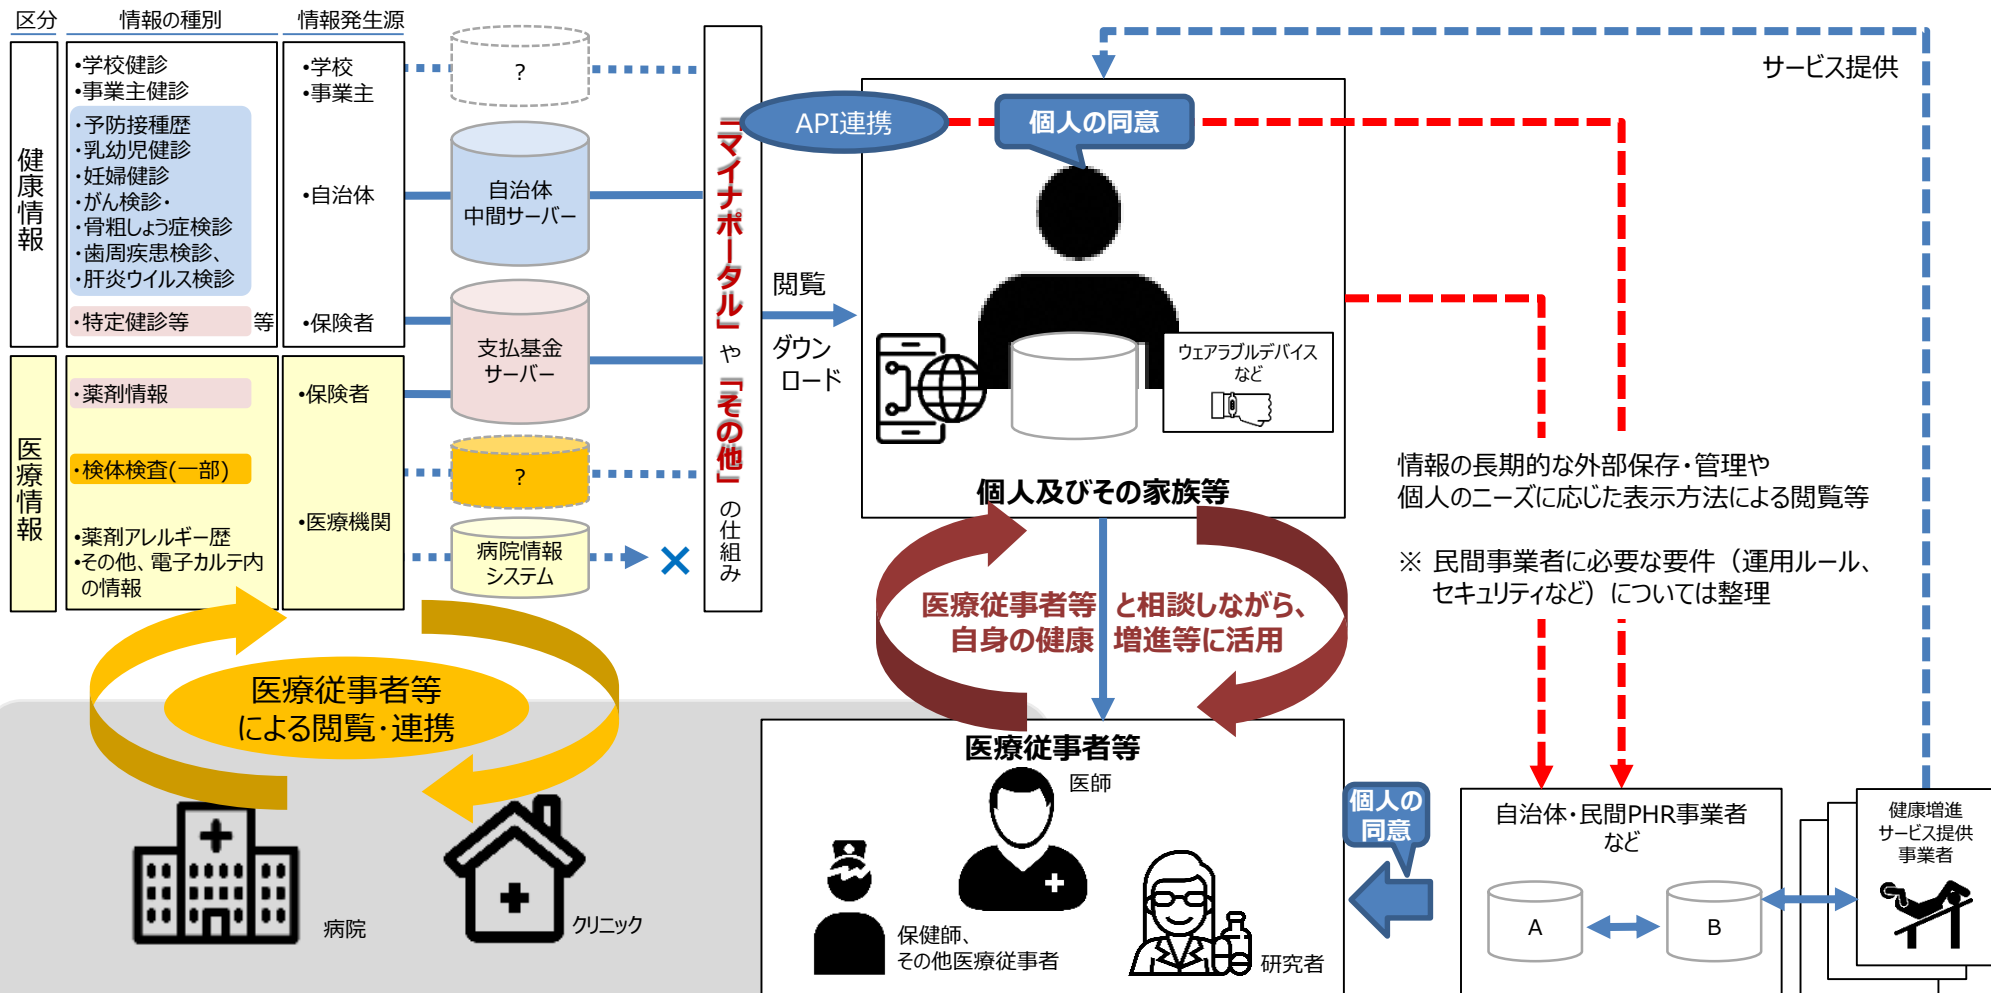 区分
情報の種別
情報発生源
健康情報
•学校健診
•事業主健診
・予防接種歴
・乳幼児健診
・妊婦健診
・がん検診・
・骨粗しょう症検診
・歯周疾患検診、
・肝炎ウイルス検診
・特定健診等
等
•学校
•事業主
•自治体
•保険者
医療情報
・薬剤情報
・検体検査(一部)
•薬剤アレルギー歴
•その他、電子カルテ内
の情報
•保険者
•医療機関
?
自治体
中間サーバー
支払基金
サーバー
?
病院情報
システム
「マイナポータル」や「その他」の仕組み
閲覧
ダウン
ロード
API連携
個人の同意
ウェアラブルデバイス
など
個人及びその家族等
サービス提供
情報の長期的な外部保存・管理や
個人のニーズに応じた表示方法による閲覧等
※ 民間事業者に必要な要件（運用ルール、
セキュリティなど）については整理
医療従事者等と相談しながら、
自身の健康増進等に活用
医療従事者等
による閲覧・連携
病院
クリニック
医療従事者等
医師
保健師、
その他医療従事者
研究者
個人の
同意
自治体・民間PHR事業者
など
A
B
健康増進
サービス提供
事業者